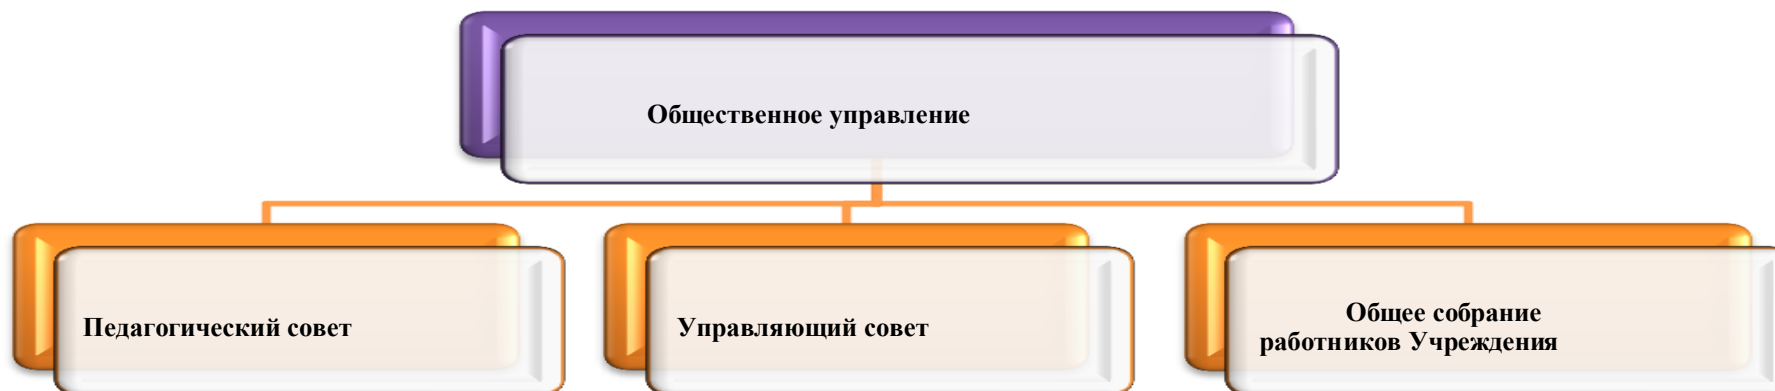 Общественное управление
Педагогический совет
Управляющий совет
Общее собрание
работников Учреждения